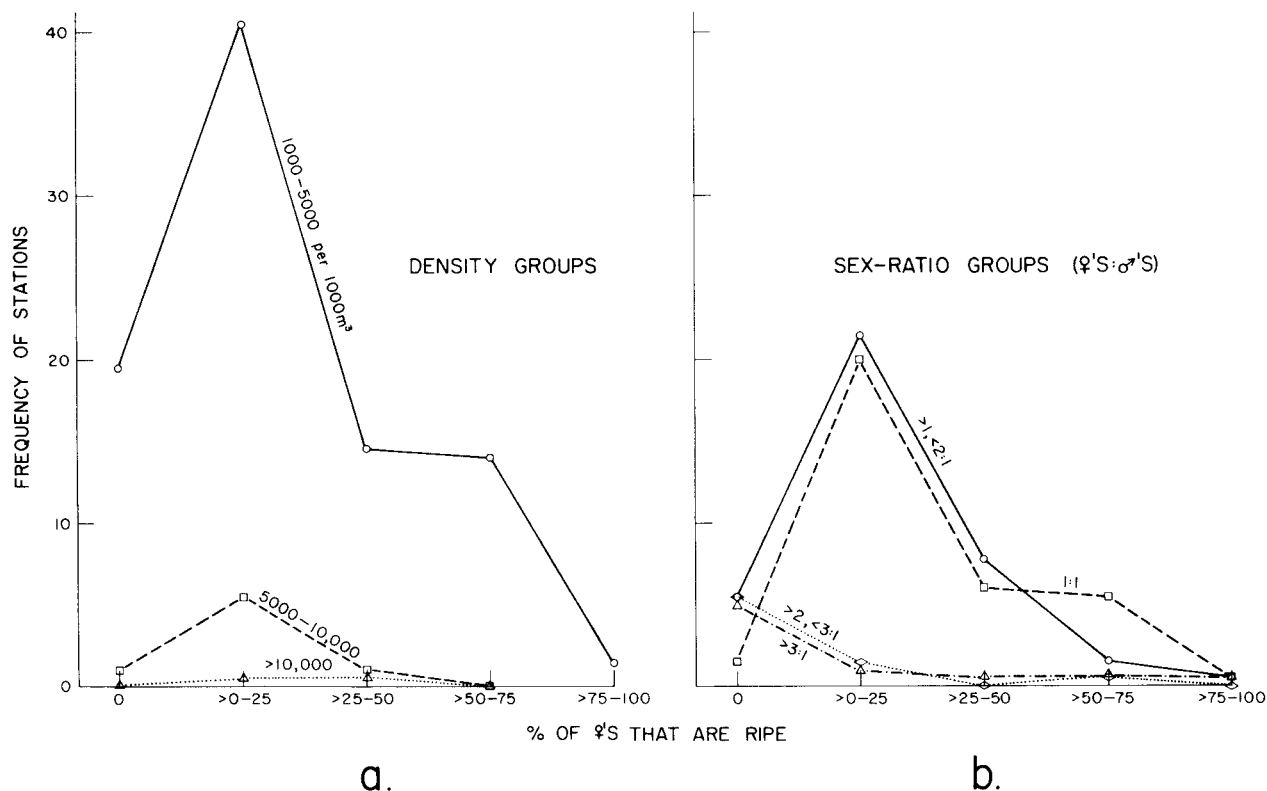 40
30
20
10
0
FREQUENCY OF STATIONS
1000-5000 per 1000m³
DENSITY GROUPS
5000-10,000
>10,000
0 >0-25 >25-50 >50-75 >75-100
SEX-RATIO GROUPS (♀'S:♂'S)
>1,<2:1
1:1
>2,<3:1
>3:1
0 >0-25 >25-50 >50-75 >75-100
% OF ♀'S THAT ARE RIPE
a.
b.